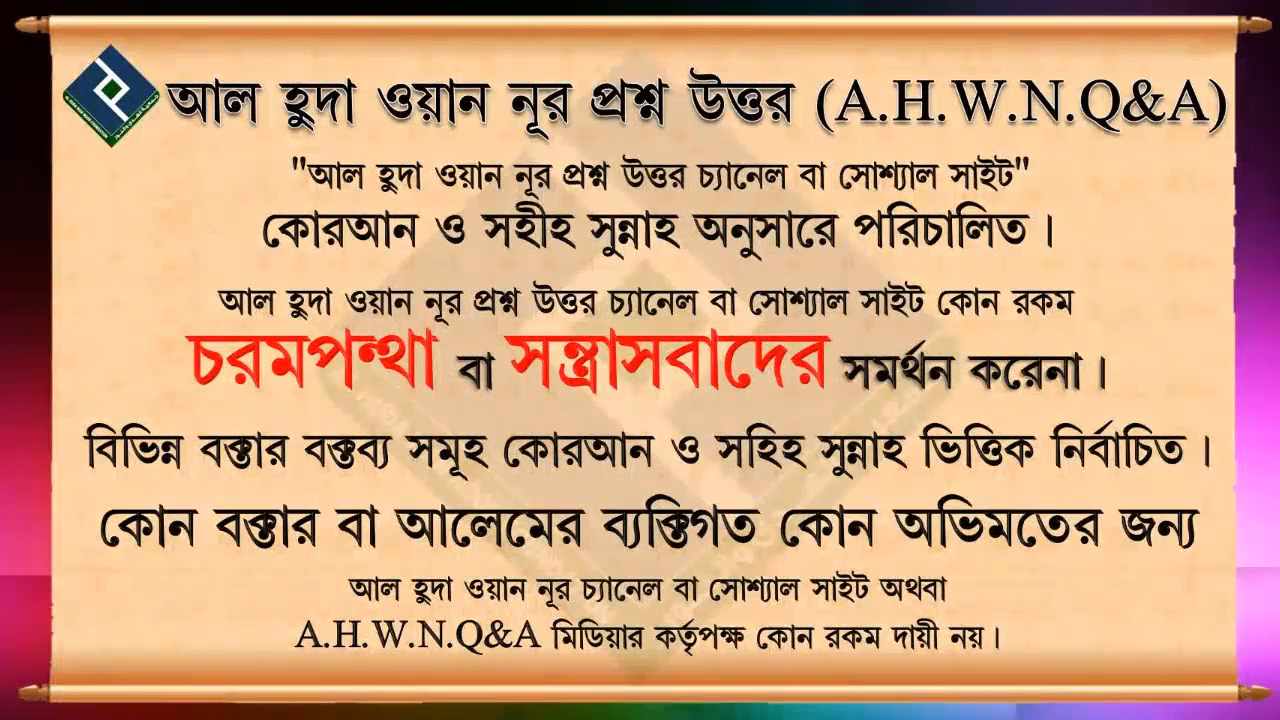 আল হুদা ওয়ান নূর প্রশ্ন উত্তর (A.H.W.N.Q&A)
"আল হুদা ওয়ান নূর প্রশ্ন উত্তর চ্যানেল বা সোশ্যাল সাইট"
কোরআন ও সহীহ সুন্নাহ অনুসারে পরিচালিত।
আল হুদা ওয়ান নূর প্রশ্ন উত্তর চ্যানেল বা সোশ্যাল সাইট কোন রকম
চরমপন্থা বা সন্ত্রাসবাদের সমর্থন করেনা।
বিভিন্ন বক্তার বক্তব্য সমূহ কোরআন ও সহিহ সুন্নাহ ভিত্তিক নির্বাচিত।
কোন বক্তার বা আলেমের ব্যক্তিগত কোন অভিমতের জন্য
আল হুদা ওয়ান নূর চ্যানেল বা সোশ্যাল সাইট অথবা
A.H.W.N.Q&A মিডিয়ার কর্তৃপক্ষ কোন রকম দায়ী নয়।